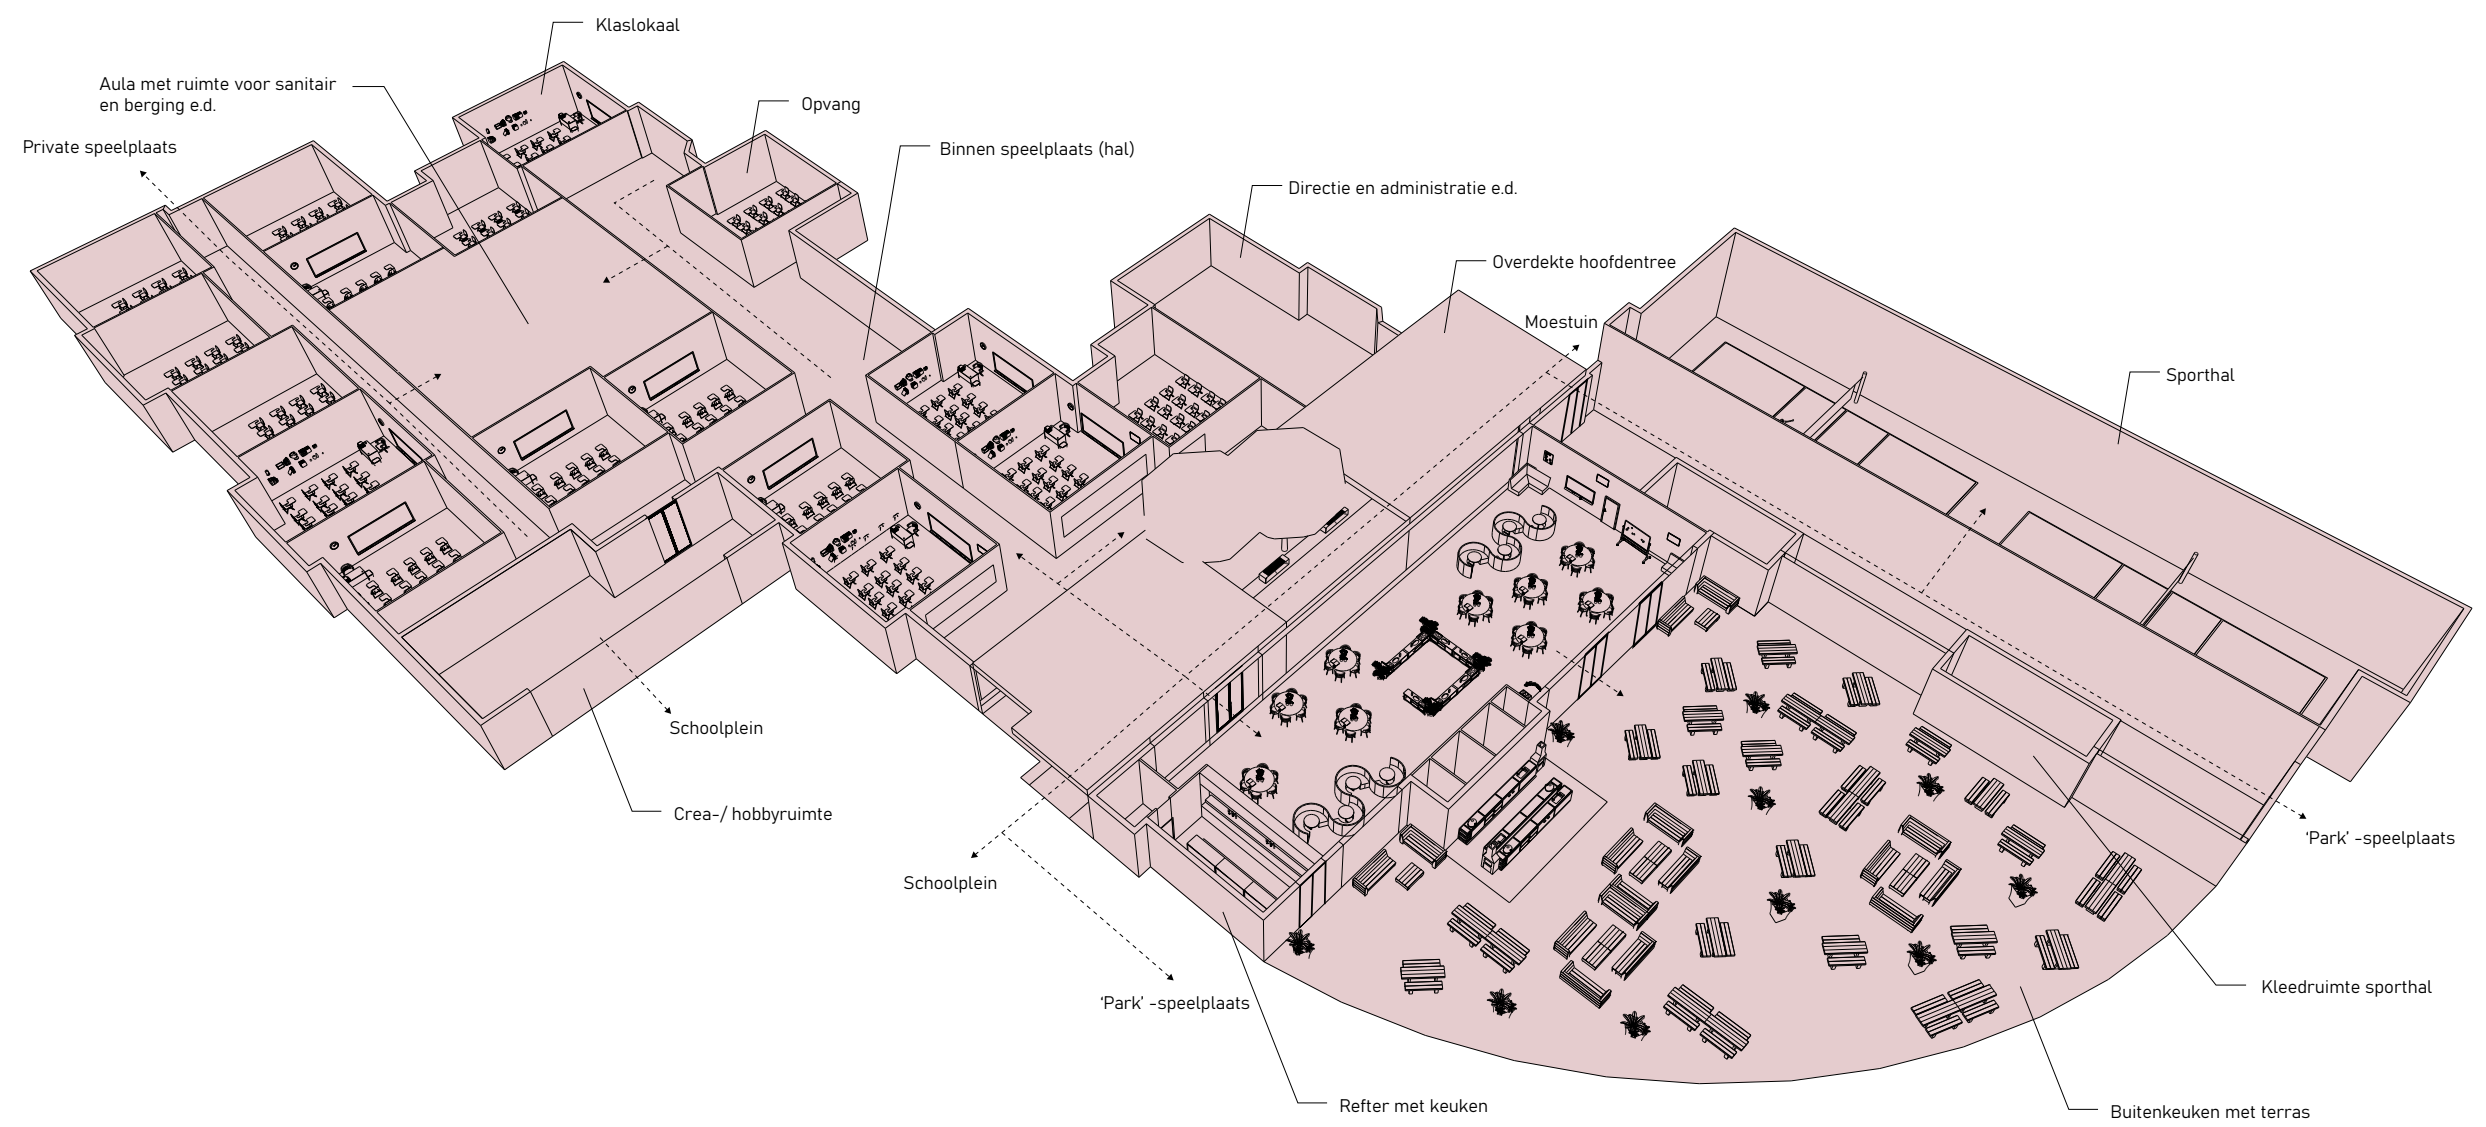 Klaslokaal
Aula met ruimte voor sanitair
en berging e.d.
Opvang
Private speelplaats
Binnen speelplaats (hal)
Directie en administratie e.d.
Overdekte hoofdentree
Moestuin
Sporthal
Schoolplein
Crea-/ hobbyruimte
'Park' -speelplaats
Schoolplein
Kleedruimte sporthal
‘Park’ -speelplaats
Refter met keuken
Buitenkeuken met terras